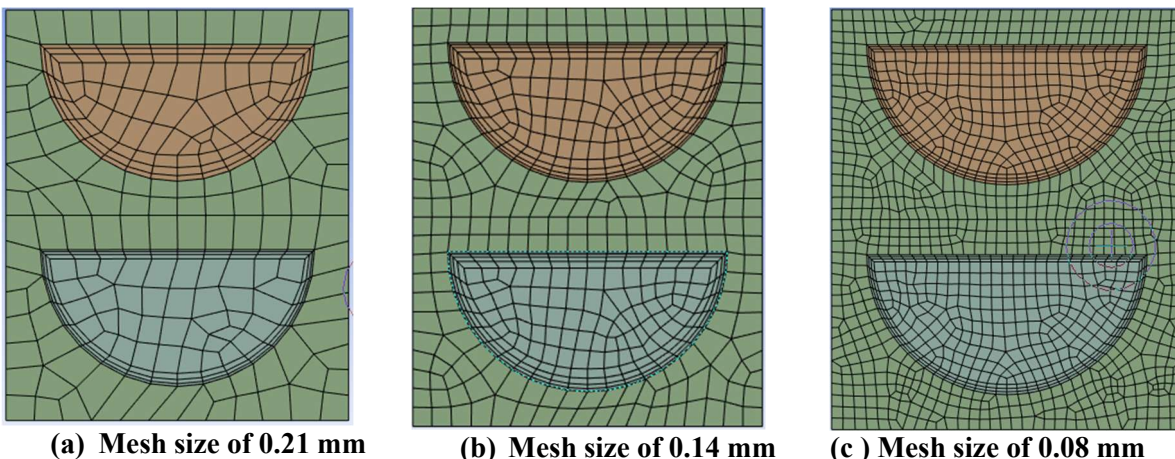 (a) Mesh size of 0.21 mm
(b) Mesh size of 0.14 mm
(c ) Mesh size of 0.08 mm